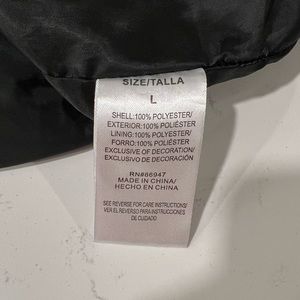 SIZE/TALLA
L
SHELL:100% POLYESTER/
EXTERIOR:100% POLIÉSTER
LINING:100% POLYESTER/
FORRO:100% POLIÉSTER
EXCLUSIVE OF DECORATION/
EXCLUSIVO DE DECORACIÓN
RN#86947
MADE IN CHINA/
HECHO EN CHINA
SEE REVERSE FOR CARE INSTRUCTIONS/
VER EL REVERSO PARA INSTRUCCIONES
DE CUIDADO